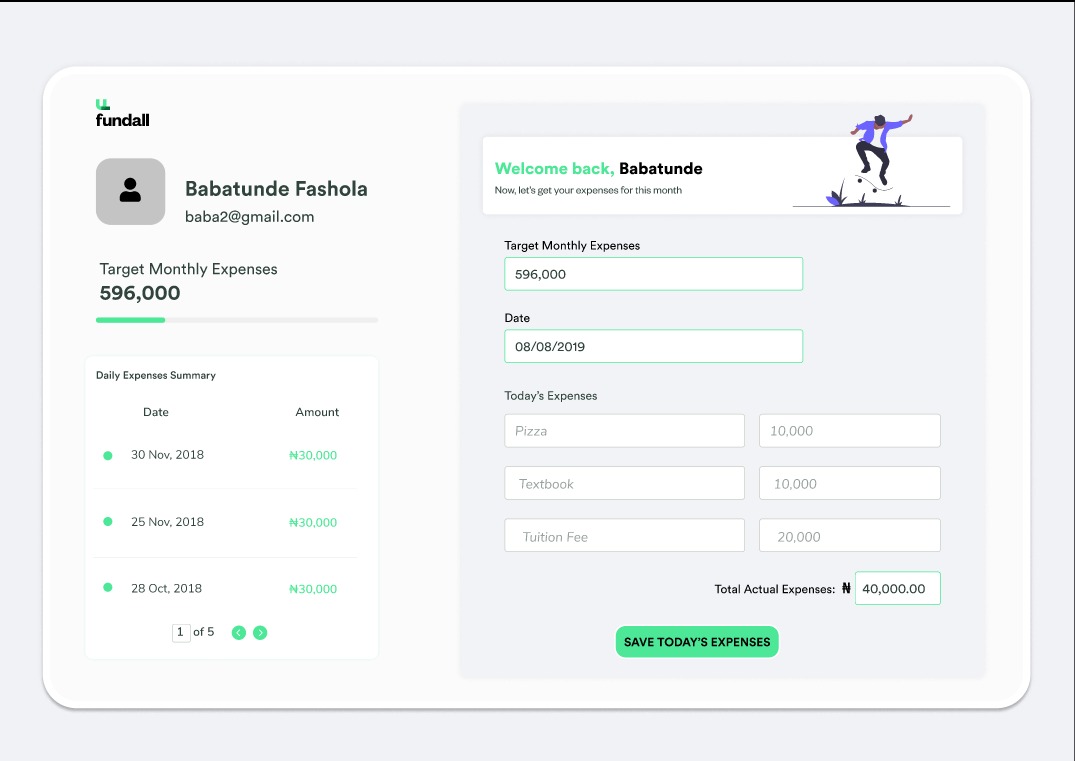 fundall
Babatunde Fashola
baba2@gmail.com
Target Monthly Expenses
596,000
Daily Expenses Summary
Date Amount
30 Nov, 2018 ₦30,000
25 Nov, 2018 ₦30,000
28 Oct, 2018 ₦30,000
1 of 5
Welcome back, Babatunde
Now, let's get your expenses for this month
Target Monthly Expenses
596,000
Date
08/08/2019
Today's Expenses
Pizza 10,000
Textbook 10,000
Tuition Fee 20,000
Total Actual Expenses: ₦ 40,000.00
SAVE TODAY'S EXPENSES